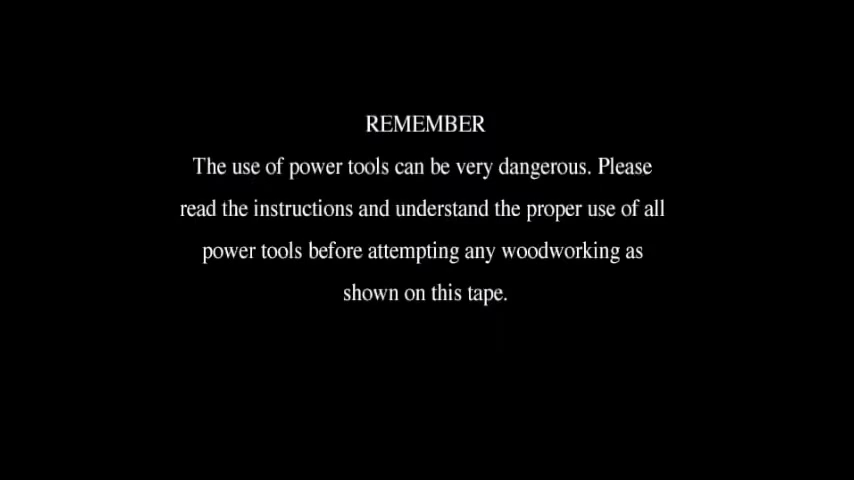 REMEMBER
The use of power tools can be very dangerous. Please
read the instructions and understand the proper use of all
power tools before attempting any woodworking as
shown on this tape.